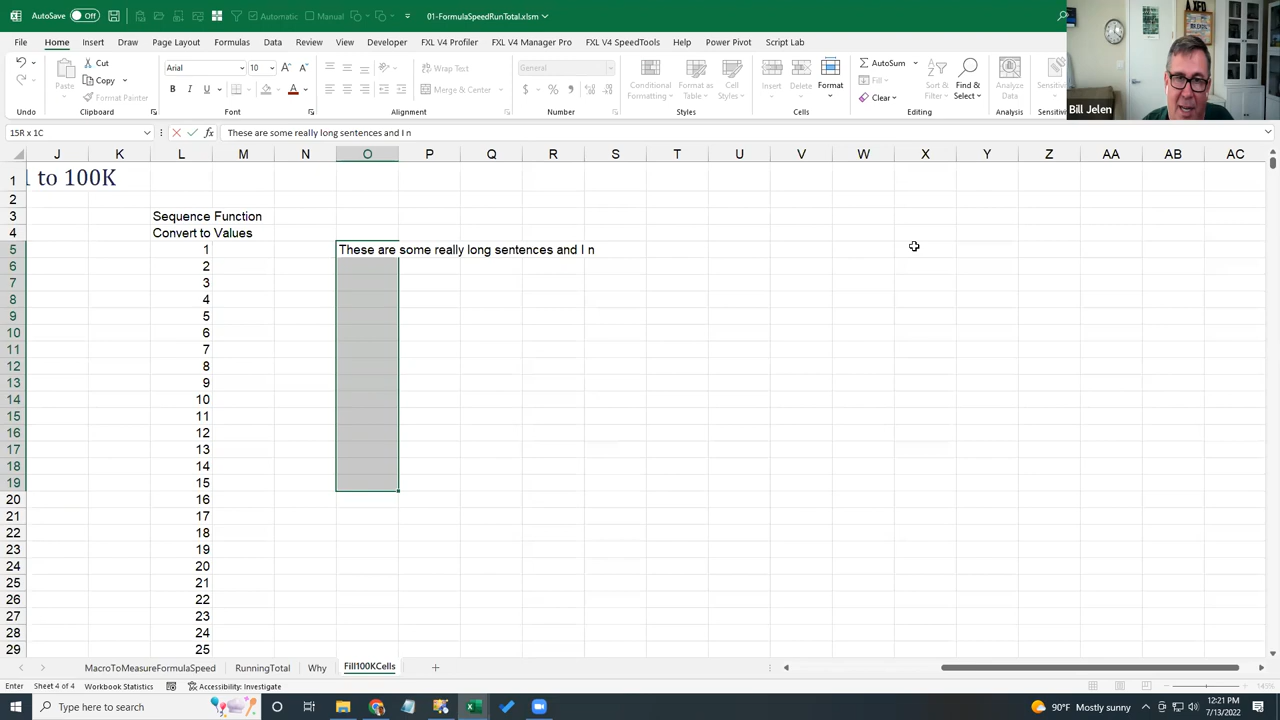 AutoSave Off Automatic Manual 01-FormulaSpeedRunTotal.xlsm
File Home Insert Draw Page Layout Formulas Data Review View Developer FXL V4 Profiler FXL V4 Manager Pro FXL V4 SpeedTools Help Power Pivot Script Lab
Cut Arial 10 Wrap Text General AutoSum
Paste Copy Conditional Format as Cell Insert Delete Format Fill Sort & Find & Analyze
Format Painter B I U Merge & Center $ % Formatting Table Styles Clear Filter Select Data
Undo Clipboard Font Alignment Number Styles Cells Editing Analysis
Bill Jelen
15R x 1C fx These are some really long sentences and I n
J K L M N O P Q R S T U V W X Y Z AA AB AC
1 to 100K
2
3 Sequence Function
4 Convert to Values
5 1 These are some really long sentences and I n
6 2
7 3
8 4
9 5
10 6
11 7
12 8
13 9
14 10
15 11
16 12
17 13
18 14
19 15
20 16
21 17
22 18
23 19
24 20
25 21
26 22
27 23
28 24
29 25
MacroToMeasureFormulaSpeed RunningTotal Why Fill100KCells
Enter Sheet 4 of 4 Workbook Statistics Accessibility: Investigate
Type here to search 90°F Mostly sunny 12:21 PM
7/13/2022